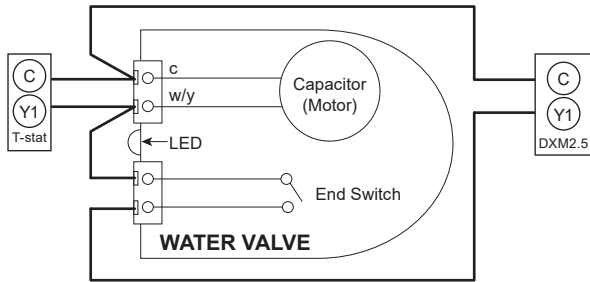 C
Y1
T-stat
c
w/y
LED
Capacitor
(Motor)
End Switch
WATER VALVE
C
Y1
DXM2.5